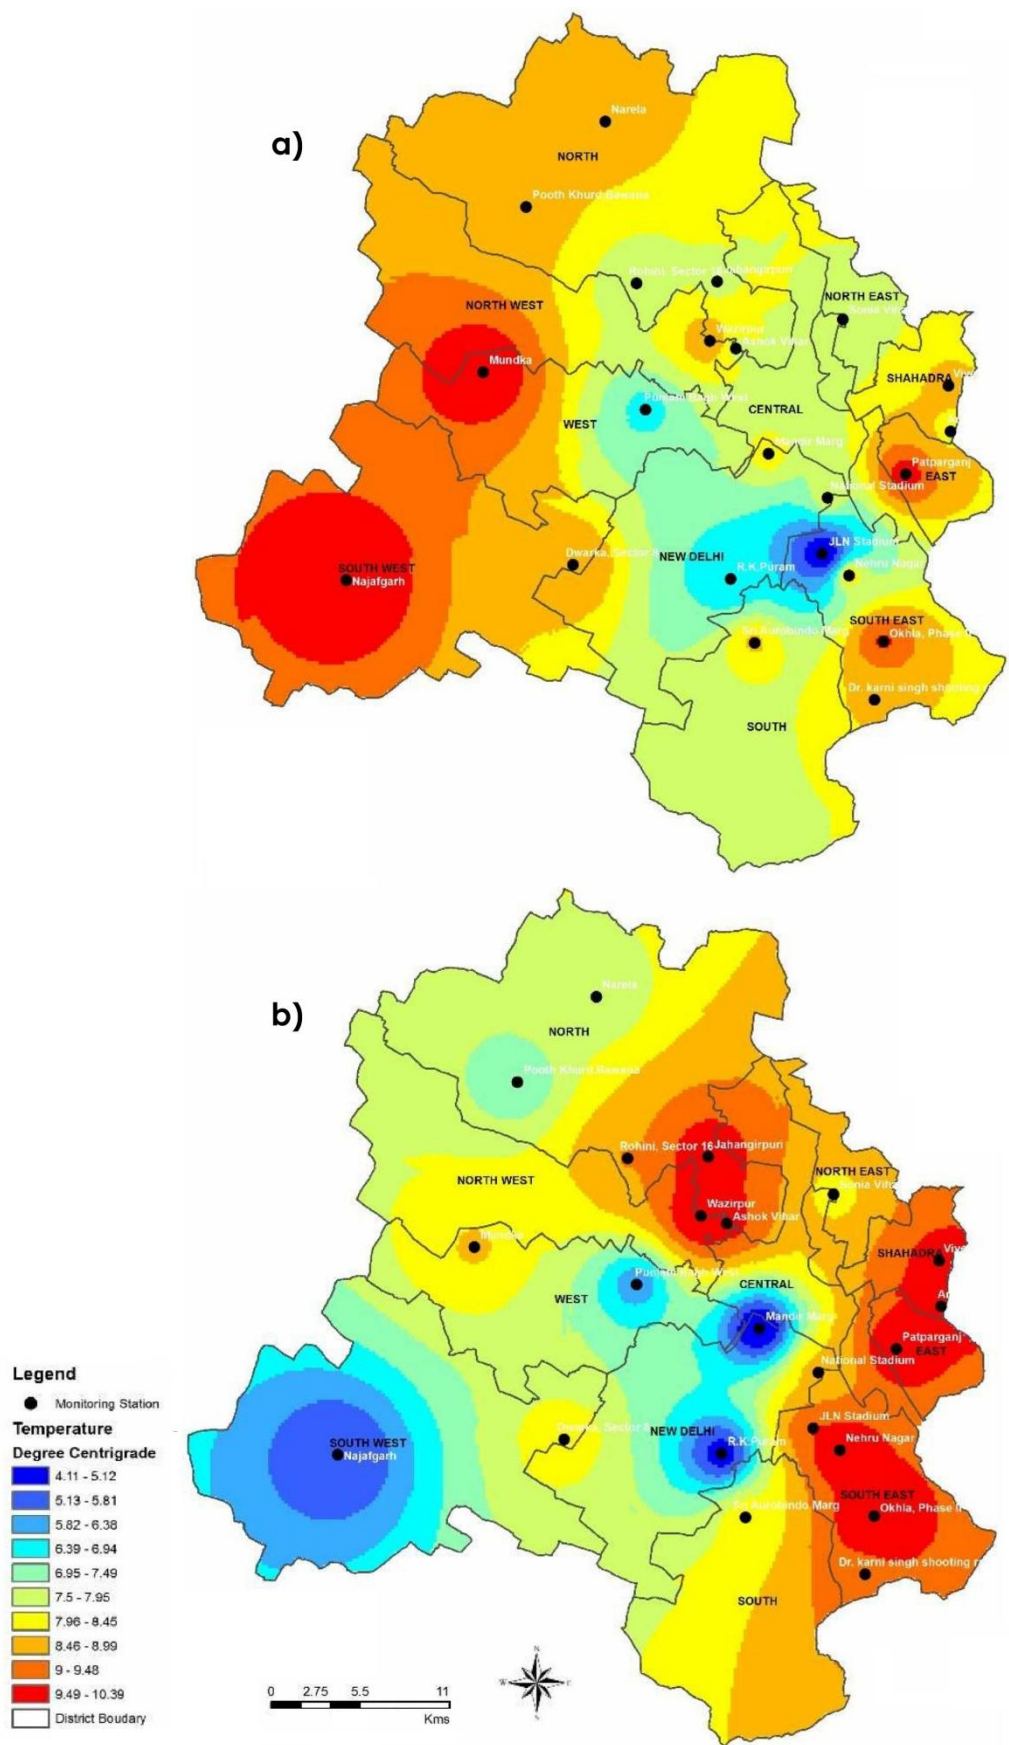 a)
Narela
NORTH
Pooth Khurd Bawana
Rohini, Sector 16
Jahangirpuri
NORTH EAST
NORTH WEST
Wazirpur
Ashok Vihar
Mundka
SHAHADRA
Punjabi Bagh West
CENTRAL
WEST
Mandir Marg
Patparganj
EAST
National Stadium
JLN Stadium
Dwarka, Sector 8
NEW DELHI
Nehru Nagar
SOUTH WEST
Najafgarh
R.K.Puram
SOUTH EAST
Sri Aurobindo Marg
Okhla, Phase II
Dr. karni singh shooting
SOUTH
b)
Narela
NORTH
Pooth Khurd Bawana
Rohini, Sector 16
Jahangirpuri
NORTH EAST
NORTH WEST
Wazirpur
Ashok Vihar
Mundka
SHAHADRA
Punjabi Bagh West
CENTRAL
WEST
Mandir Marg
Patparganj
EAST
National Stadium
JLN Stadium
Dwarka, Sector 8
NEW DELHI
Nehru Nagar
SOUTH WEST
Najafgarh
R.K.Puram
SOUTH EAST
Sri Aurobindo Marg
Okhla, Phase II
Dr. karni singh shooting r
SOUTH
Legend
Monitoring Station
Temperature
Degree Centrigrade
4.11 - 5.12
5.13 - 5.81
5.82 - 6.38
6.39 - 6.94
6.95 - 7.49
7.5 - 7.95
7.96 - 8.45
8.46 - 8.99
9 - 9.48
9.49 - 10.39
District Boudary
0 2.75 5.5 11
Kms
N
W E
S